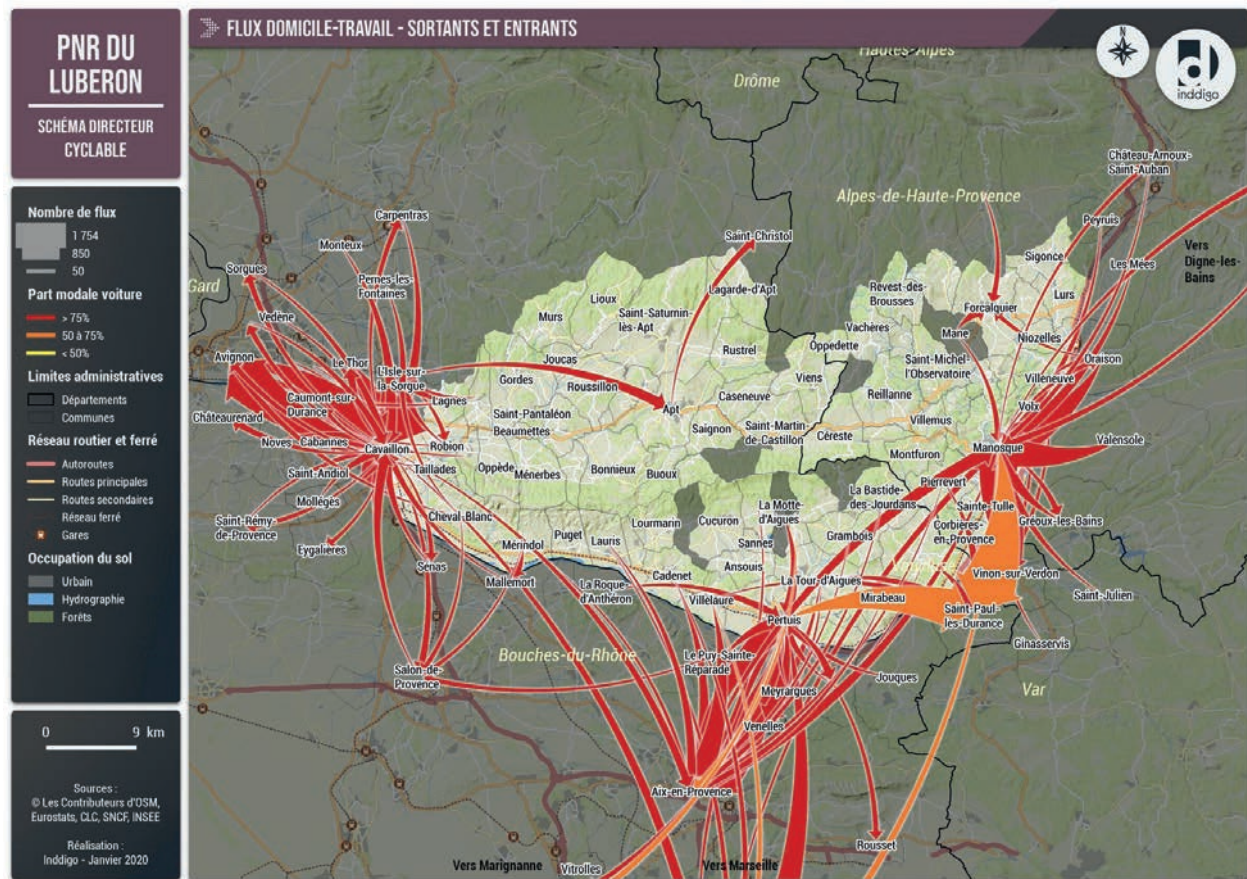 PNR DU
LUBERON
SCHÉMA DIRECTEUR
CYCLABLE
Nombre de flux
1 754
850
50
Part modale voiture
> 75%
50 à 75%
< 50%
Limites administratives
Départements
Communes
Réseau routier et ferré
Autoroutes
Routes principales
Routes secondaires
Réseau ferré
Gares
Occupation du sol
Urbain
Hydrographie
Forêts
0 9 km
Sources :
© Les Contributeurs d'OSM,
Eurostats, CLC, SNCF, INSEE
Réalisation :
Inddigo - Janvier 2020
FLUX DOMICILE-TRAVAIL - SORTANTS ET ENTRANTS
N
inddigo
Hautes-Alpes
Drôme
Château-Arnoux-
Saint-Auban
Alpes-de-Haute-Provence
Carpentras
Peyruis
Saint-Christol
Monteux
Vers
Digne-les-
Bains
Sigonce
Les Mées
Sorgues
Pernes-les-
Fontaines
Gard
Lagarde-d'Apt
Revest-des-
Brousses
Lurs
Lioux
Forcalquier
Murs
Saint-Saturnin-
lès-Apt
Vedène
Vachères
Mane
Niozelles
Oppedette
Rustrel
Avignon
Le Thor
Joucas
Saint-Michel-
l'Observatoire
Oraison
L'Isle-sur-
la-Sorgue
Gordes
Roussillon
Viens
Villeneuve
Caumont-sur-
Durance
Lagnes
Caseneuve
Reillanne
Volx
Châteaurenard
Saint-Pantaléon
Apt
Beaumettes
Saignon
Saint-Martin-
de-Castillon
Villemus
Noves
Cabannes
Robion
Céreste
Manosque
Valensole
Cavaillon
Montfuron
Saint-Andiol
Taillades
Oppède
Ménerbes
Bonnieux
Buoux
Pierrevert
Mollégès
La Bastide-
des-Jourdans
Sainte-Tulle
Saint-Rémy-
de-Provence
Cheval-Blanc
Lourmarin
Cucuron
La Motte-
d'Aigues
Gréoux-les-Bains
Corbières-
en-Provence
Eygalières
Mérindol
Puget
Lauris
Sannes
Grambois
Sénas
Ansouis
Mallemort
La Roque-
d'Anthéron
Cadenet
La Tour-d'Aigues
Vinon-sur-Verdon
Villelaure
Mirabeau
Saint-Julien
Pertuis
Saint-Paul-
lès-Durance
Ginasservis
Bouches-du-Rhône
Le Puy-Sainte-
Réparade
Salon-de-
Provence
Jouques
Var
Meyrargues
Venelles
Aix-en-Provence
Rousset
Vers Marignanne
Vitrolles
Vers Marseille